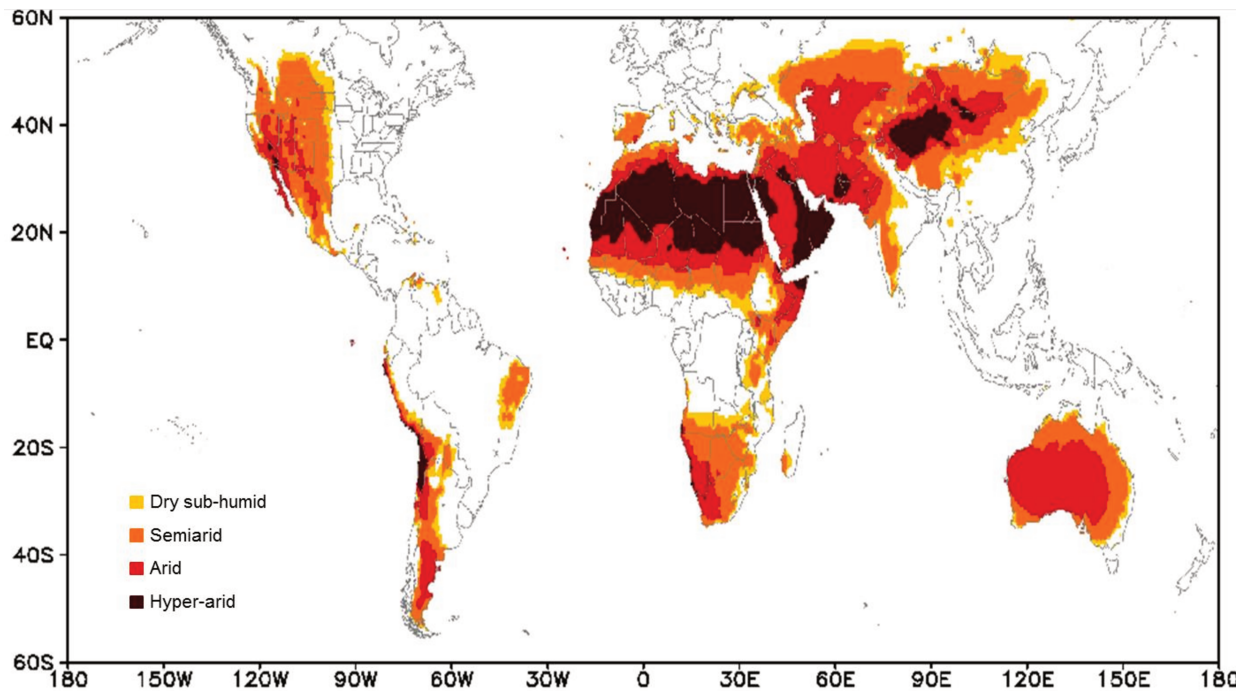 60N
40N
20N
EQ
20S
40S
60S
Dry sub-humid
Semiarid
Arid
Hyper-arid
180 150W 120W 90W 60W 30W 0 30E 60E 90E 120E 150E 180